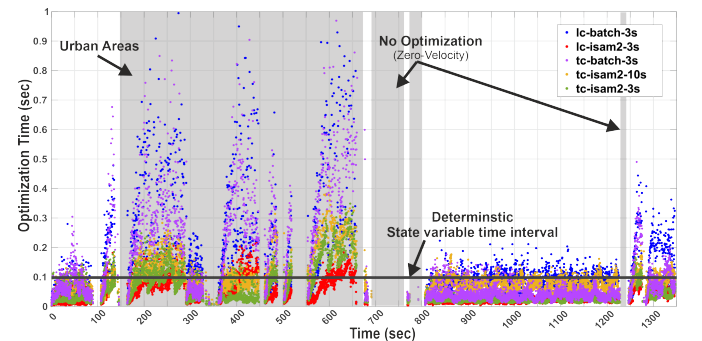 1
0.9
0.8
0.7
0.6
0.5
0.4
0.3
0.2
0.1
0
Optimization Time (sec)
Urban Areas
No Optimization
(Zero-Velocity)
lc-batch-3s
lc-isam2-3s
tc-batch-3s
tc-isam2-10s
tc-isam2-3s
Determinstic
State variable time interval
0 100 200 300 400 500 600 700 800 900 1000 1100 1200 1300
Time (sec)